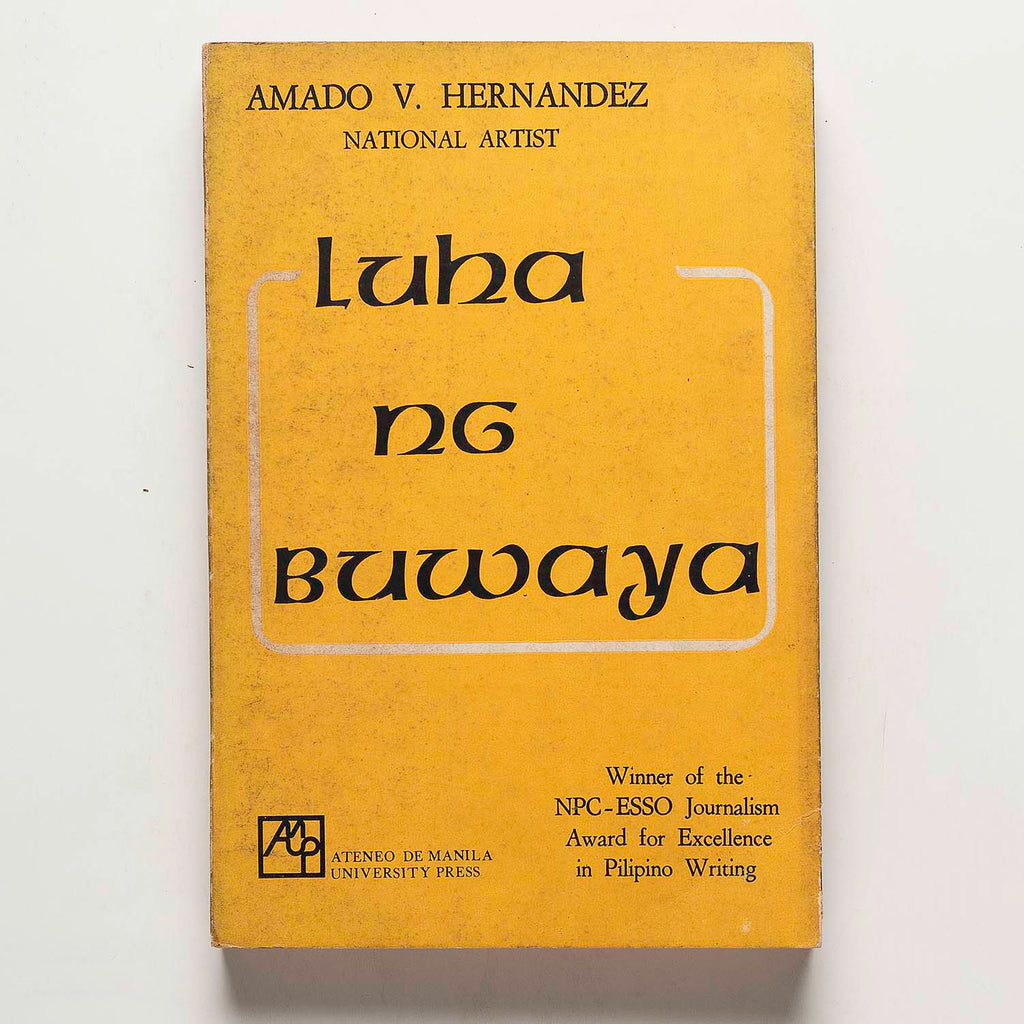 AMADO V. HERNANDEZ
NATIONAL ARTIST
Luha
NG
BUWAYA
Winner of the
NPC-ESSO Journalism
Award for Excellence
in Pilipino Writing
AMP
ATENEO DE MANILA
UNIVERSITY PRESS